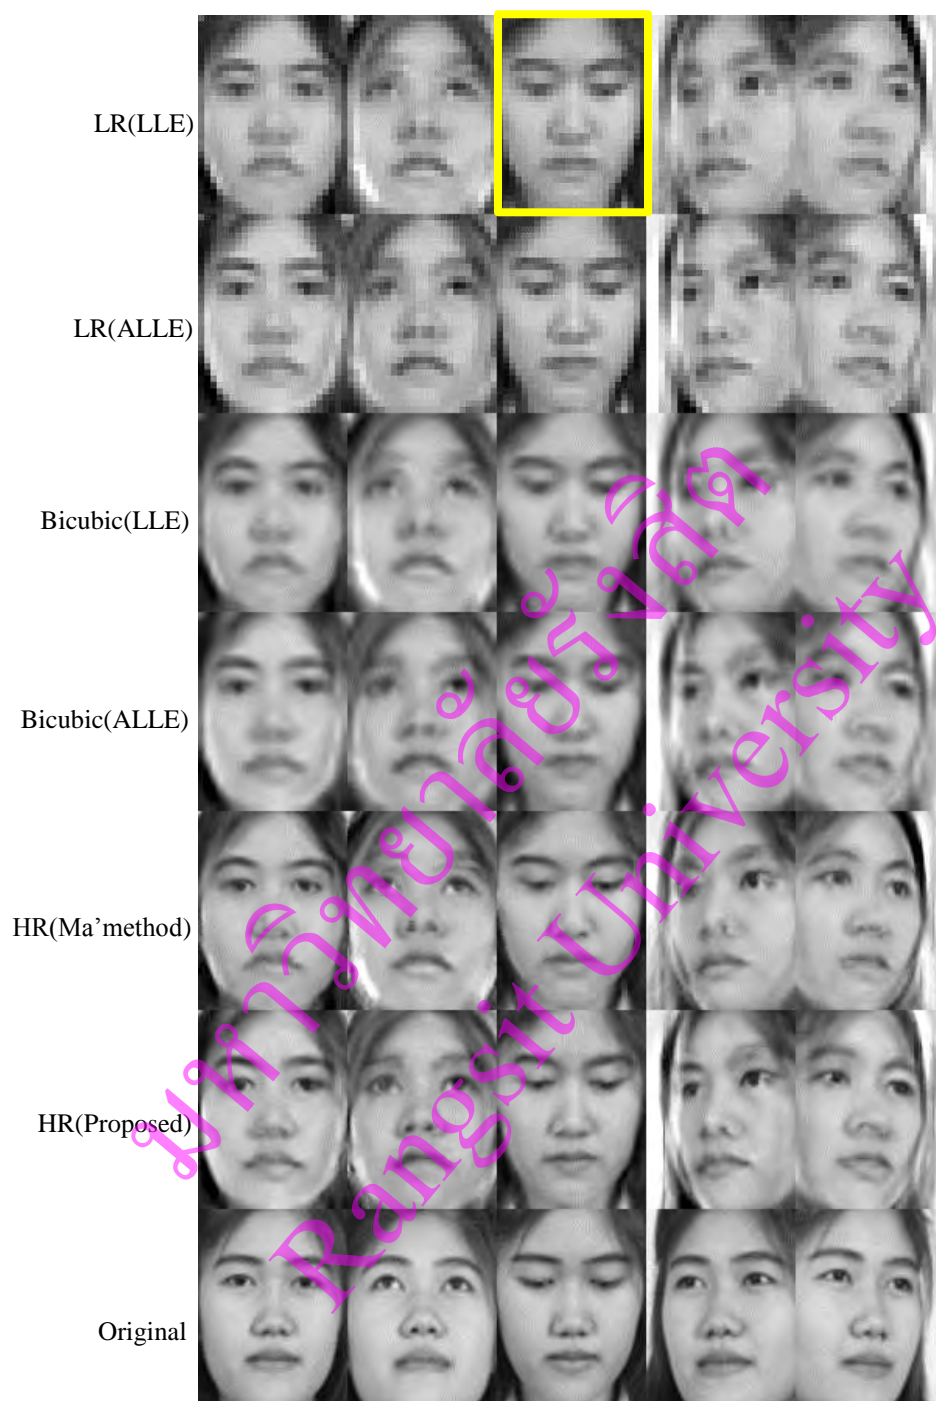 LR(LLE)
LR(ALLE)
Bicubic(LLE)
Bicubic(ALLE)
HR(Ma’method)
HR(Proposed)
Original
มหาวิทยาลัยรังสิต
Rangsit University